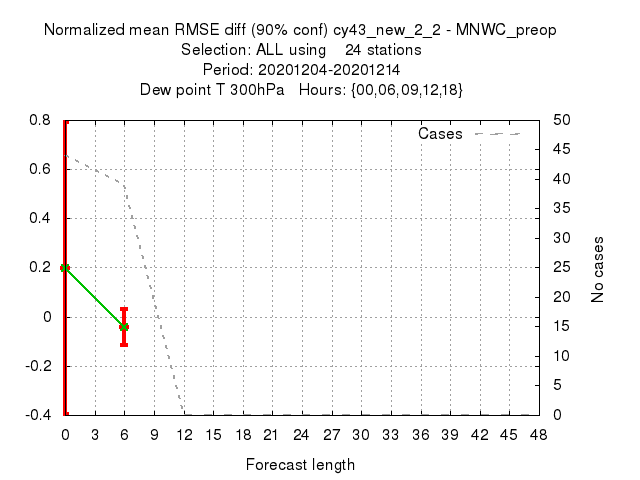 Normalized mean RMSE diff (90% conf) cy43_new_2_2 - MNWC_preop
Selection: ALL using    24 stations
Period: 20201204-20201214
Dew point T 300hPa   Hours: {00,06,09,12,18}
Cases
0.8
0.6
0.4
0.2
0
-0.2
-0.4
50
45
40
35
30
25
20
15
10
5
0
No cases
0 3 6 9 12 15 18 21 24 27 30 33 36 39 42 45 48
Forecast length